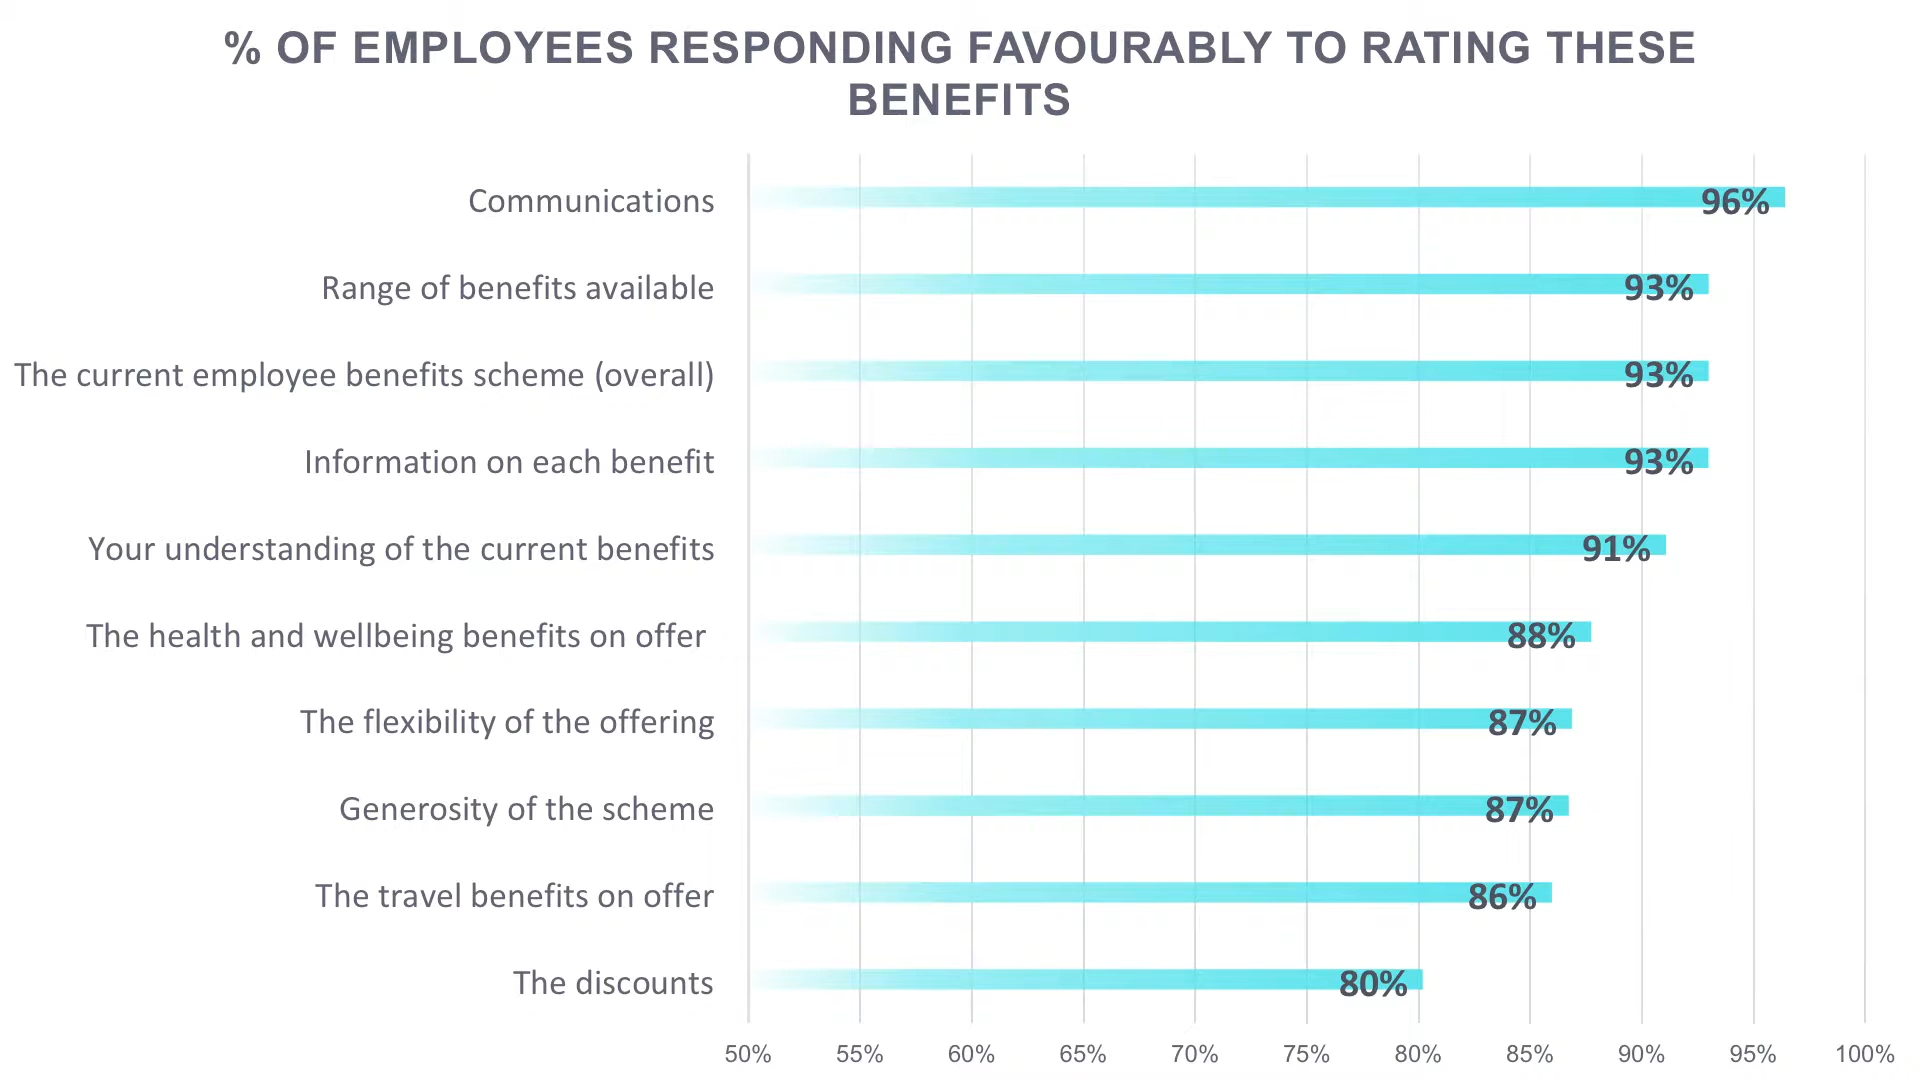 % OF EMPLOYEES RESPONDING FAVOURABLY TO RATING THESE
BENEFITS
Communications 96%
Range of benefits available 93%
The current employee benefits scheme (overall) 93%
Information on each benefit 93%
Your understanding of the current benefits 91%
The health and wellbeing benefits on offer 88%
The flexibility of the offering 87%
Generosity of the scheme 87%
The travel benefits on offer 86%
The discounts 80%
50% 55% 60% 65% 70% 75% 80% 85% 90% 95% 100%